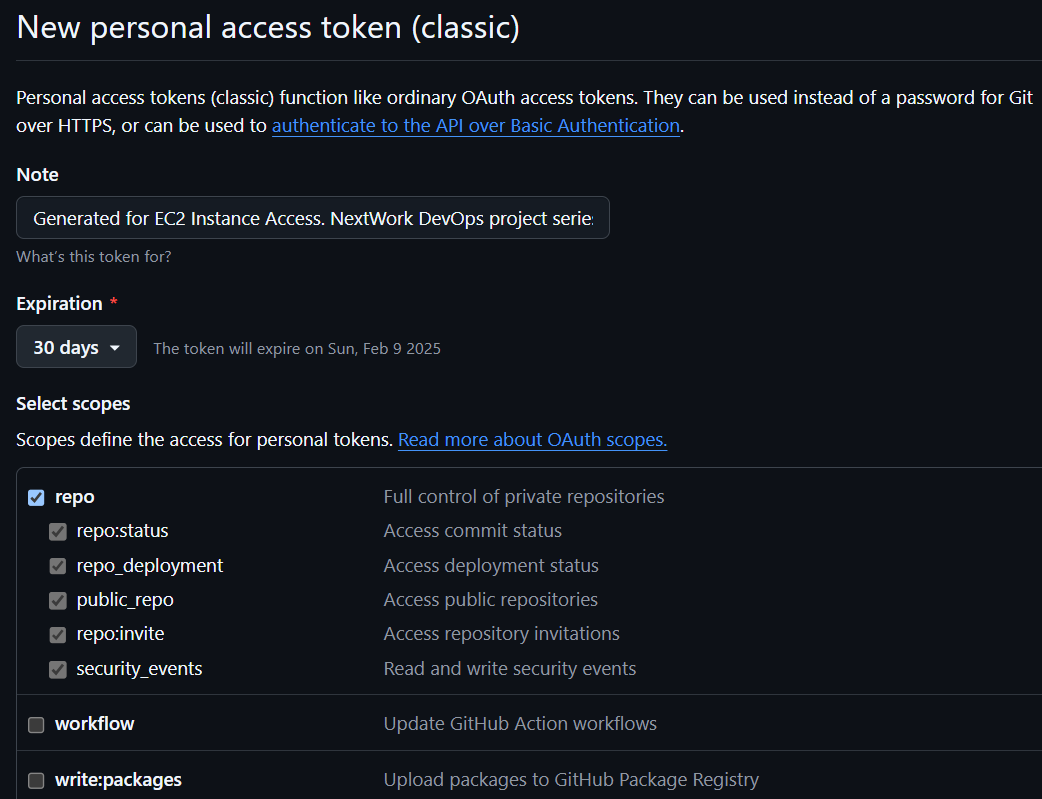 New personal access token (classic)
Personal access tokens (classic) function like ordinary OAuth access tokens. They can be used instead of a password for Git
over HTTPS, or can be used to authenticate to the API over Basic Authentication.
Note
Generated for EC2 Instance Access. NextWork DevOps project serie
What's this token for?
Expiration *
30 days The token will expire on Sun, Feb 9 2025
Select scopes
Scopes define the access for personal tokens. Read more about OAuth scopes.
repo Full control of private repositories
repo:status Access commit status
repo_deployment Access deployment status
public_repo Access public repositories
repo:invite Access repository invitations
security_events Read and write security events
workflow Update GitHub Action workflows
write:packages Upload packages to GitHub Package Registry